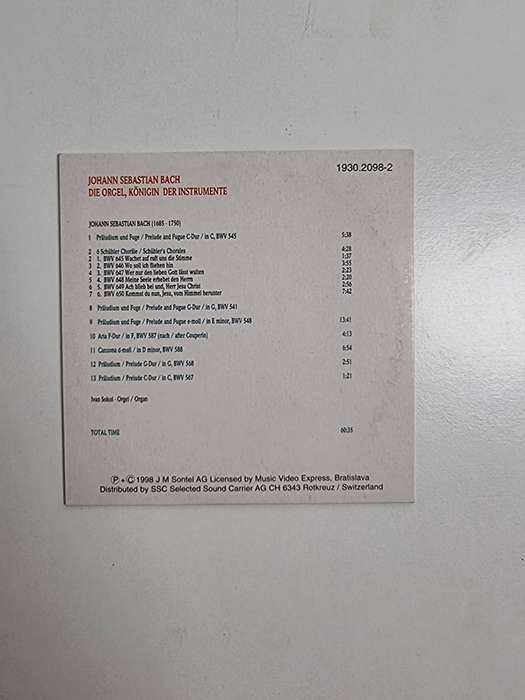 1930.2098-2
JOHANN SEBASTIAN BACH
DIE ORGEL, KÖNIGIN DER INSTRUMENTE
JOHANN SEBASTIAN BACH (1685 - 1750)
1 Präludium und Fuge / Prelude and Fugue C-Dur / in C, BWV 545 5:38
2 6 Schübler Choräle / Schübler's Chorales 4:28
2 1. BWV 645 Wachet auf ruft uns die Stimme 1:37
3 2. BWV 646 Wo soll ich fliehen hin 3:55
4 3. BWV 647 Wer nur den lieben Gott lässt walten 2:23
5 4. BWV 648 Meine Seele erhebet den Herrn 2:20
6 5. BWV 649 Ach blieb bei und, Herr Jesu Christ 2:56
7 6. BWV 650 Kommst du nun, Jesu, vom Himmel herunter 7:42
8 Präludium und Fuge / Prelude and Fugue G-Dur / in G, BWV 541
9 Präludium und Fuge / Prelude and Fugue e-moll / in E minor, BWV 548 13:41
10 Aria F-Dur / in F, BWV 587 (nach / after Couperin) 4:13
11 Canzona d-moll / in D minor, BWV 588 6:54
12 Präludium / Prelude G-Dur / in G, BWV 568 2:51
13 Präludium / Prelude C-Dur / in C, BWV 567 1:21
Ivan Sokol - Orgel / Organ
TOTAL TIME 60:35
Ⓟ + © 1998 J M Sontel AG Licensed by Music Video Express, Bratislava
Distributed by SSC Selected Sound Carrier AG CH 6343 Rotkreuz / Switzerland